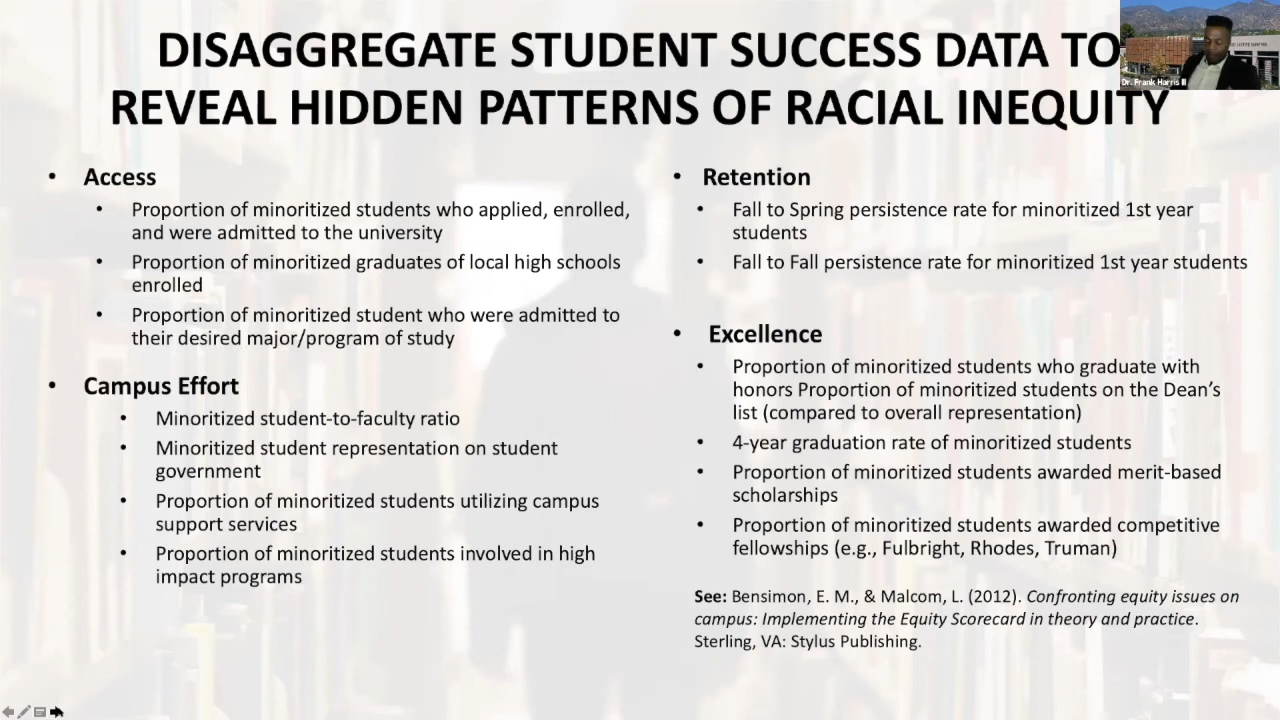 DISAGGREGATE STUDENT SUCCESS DATA TO
REVEAL HIDDEN PATTERNS OF RACIAL INEQUITY
Dr. Frank Harris II
• Access
• Proportion of minoritized students who applied, enrolled,
and were admitted to the university
• Proportion of minoritized graduates of local high schools
enrolled
• Proportion of minoritized student who were admitted to
their desired major/program of study
• Campus Effort
• Minoritized student-to-faculty ratio
• Minoritized student representation on student
government
• Proportion of minoritized students utilizing campus
support services
• Proportion of minoritized students involved in high
impact programs
• Retention
• Fall to Spring persistence rate for minoritized 1st year
students
• Fall to Fall persistence rate for minoritized 1st year students
• Excellence
• Proportion of minoritized students who graduate with
honors Proportion of minoritized students on the Dean’s
list (compared to overall representation)
• 4-year graduation rate of minoritized students
• Proportion of minoritized students awarded merit-based
scholarships
• Proportion of minoritized students awarded competitive
fellowships (e.g., Fulbright, Rhodes, Truman)
See: Bensimon, E. M., & Malcom, L. (2012). Confronting equity issues on
campus: Implementing the Equity Scorecard in theory and practice.
Sterling, VA: Stylus Publishing.